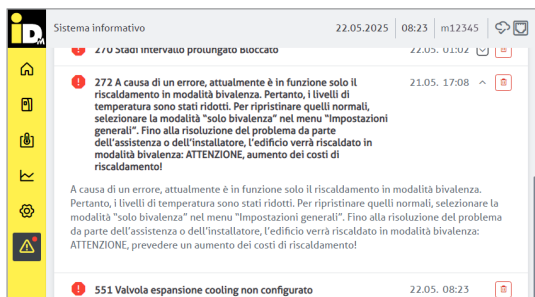 iDM
Sistema informativo
22.05.2025 08:23 m12345
270 Stadi intervallo prolungato Bloccato 22.05. 01:02
272 A causa di un errore, attualmente è in funzione solo il 21.05. 17:08
riscaldamento in modalità bivalenza. Pertanto, i livelli di
temperatura sono stati ridotti. Per ripristinare quelli normali,
selezionare la modalità "solo bivalenza" nel menu "Impostazioni
generali". Fino alla risoluzione del problema da parte
dell'assistenza o dell'installatore, l'edificio verrà riscaldato in
modalità bivalenza: ATTENZIONE, aumento dei costi di
riscaldamento!
A causa di un errore, attualmente è in funzione solo il riscaldamento in modalità bivalenza.
Pertanto, i livelli di temperatura sono stati ridotti. Per ripristinare quelli normali, selezionare la
modalità "solo bivalenza" nel menu "Impostazioni generali". Fino alla risoluzione del problema
da parte dell'assistenza o dell'installatore, l'edificio verrà riscaldato in modalità bivalenza:
ATTENZIONE, prevedere un aumento dei costi di riscaldamento!
551 Valvola espansione cooling non configurato 22.05. 08:23